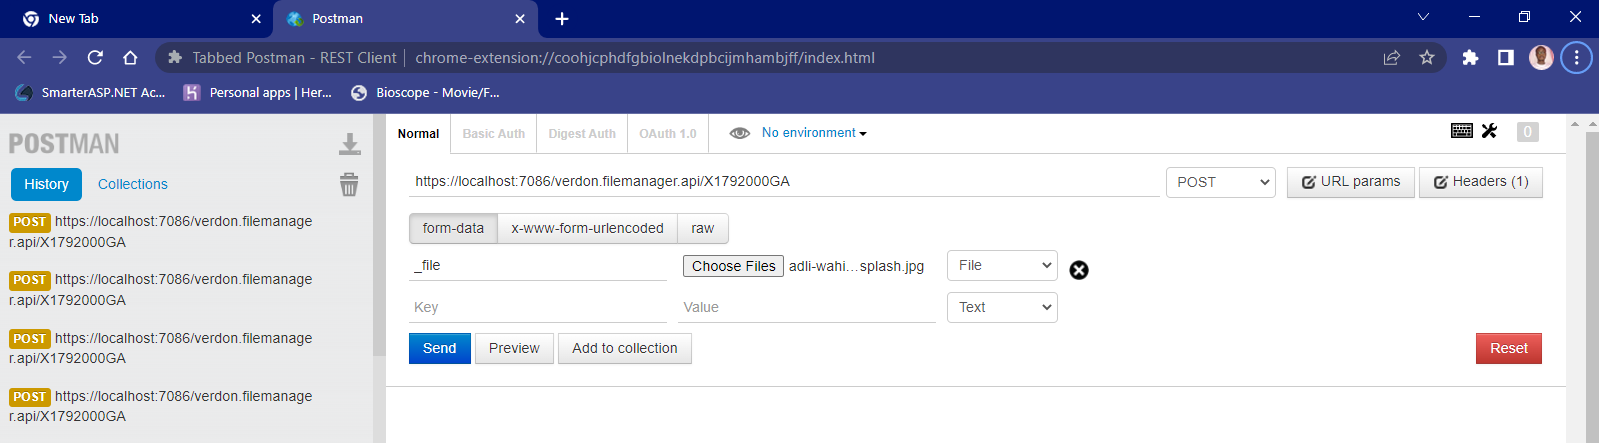 New Tab
Postman
Tabbed Postman - REST Client
chrome-extension://coohjcphdfgbiolnekdpbcijmhambjff/index.html
SmarterASP.NET Ac...
Personal apps | Her...
Bioscope - Movie/F...
POSTMAN
History
Collections
POST https://localhost:7086/verdon.filemanage
r.api/X1792000GA
POST https://localhost:7086/verdon.filemanage
r.api/X1792000GA
POST https://localhost:7086/verdon.filemanage
r.api/X1792000GA
POST https://localhost:7086/verdon.filemanage
r.api/X1792000GA
Normal
Basic Auth
Digest Auth
OAuth 1.0
No environment
0
https://localhost:7086/verdon.filemanager.api/X1792000GA
POST
URL params
Headers (1)
form-data
x-www-form-urlencoded
raw
_file
Choose Files adli-wahi...splash.jpg
File
Key
Value
Text
Send
Preview
Add to collection
Reset